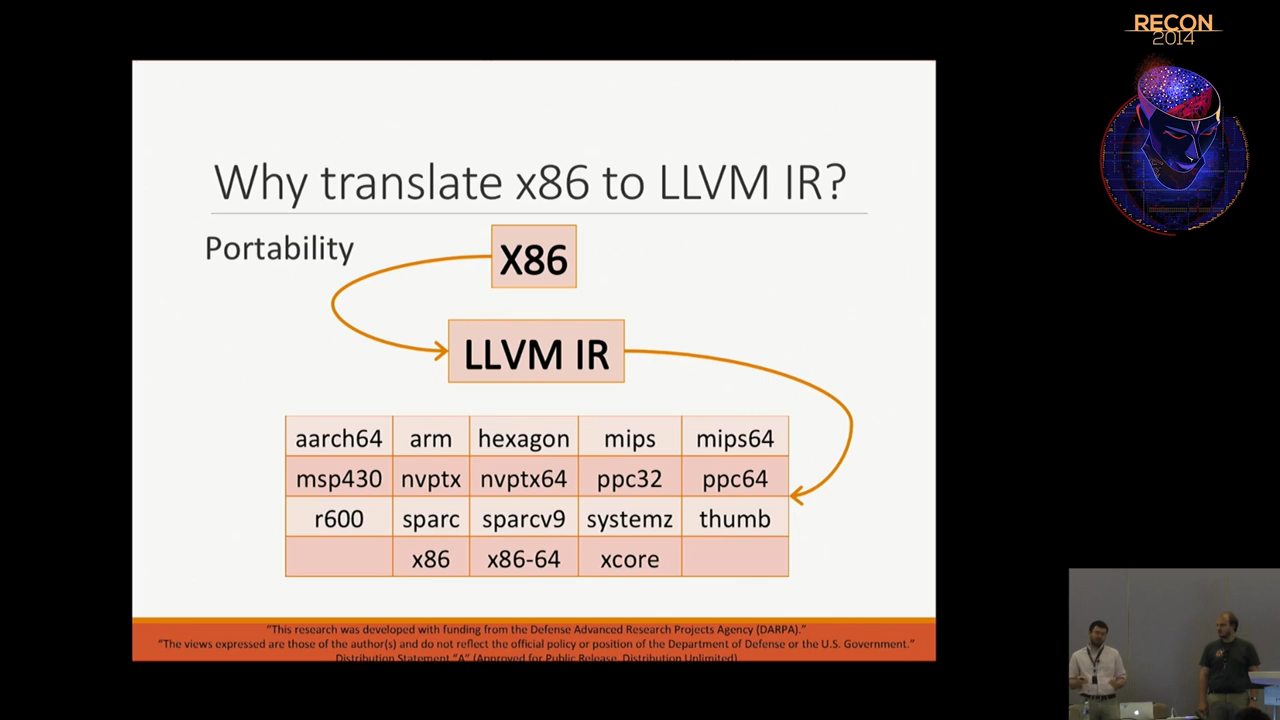 RECON
2014
Why translate x86 to LLVM IR?
Portability
X86
LLVM IR
aarch64 arm hexagon mips mips64
msp430 nvptx nvptx64 ppc32 ppc64
r600 sparc sparcv9 systemz thumb
x86 x86-64 xcore
"This research was developed with funding from the Defense Advanced Research Projects Agency (DARPA)."
"The views expressed are those of the author(s) and do not reflect the official policy or position of the Department of Defense or the U.S. Government."
Distribution Statement "A" (Approved for Public Release, Distribution Unlimited)